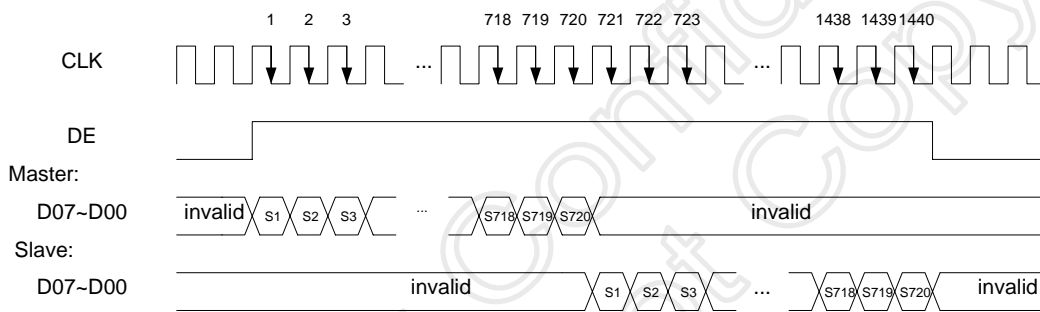 1 2 3 718 719 720 721 722 723 1438 1439 1440
CLK ... ...
DE
Master:
D07~D00 invalid S1 S2 S3 ... S718 S719 S720 invalid
Slave:
D07~D00 invalid S1 S2 S3 ... S718 S719 S720 invalid